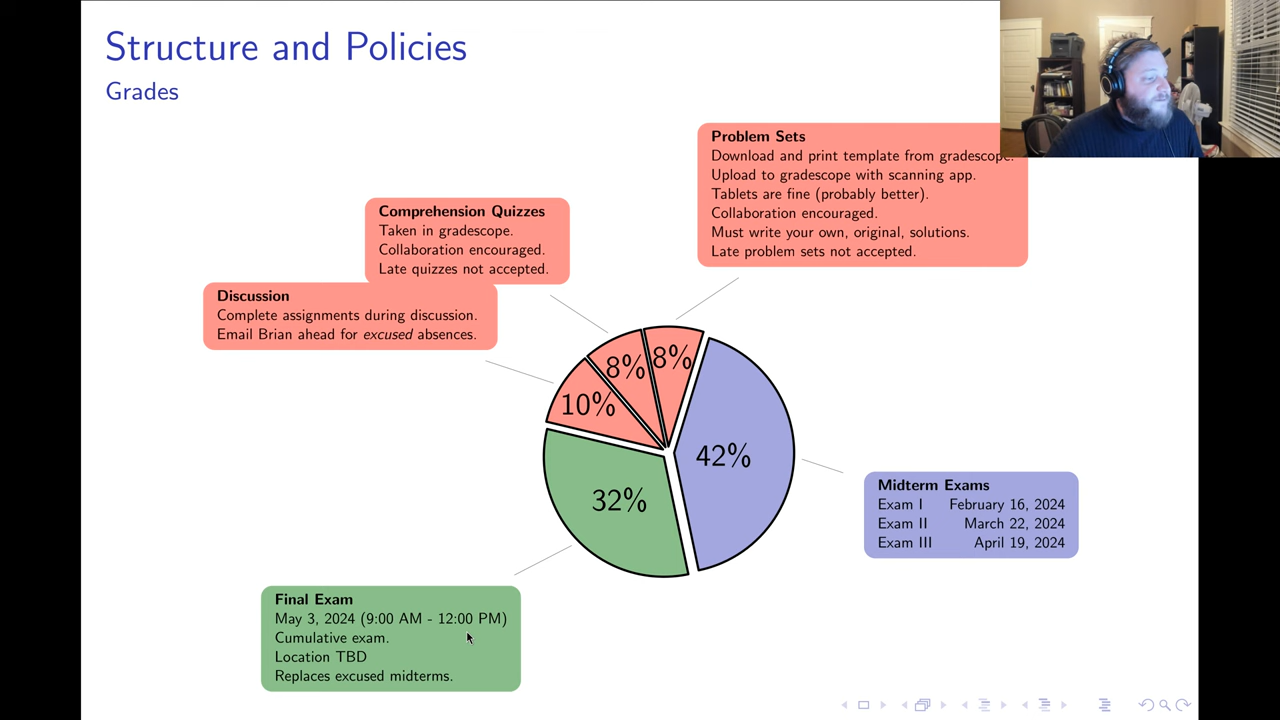 Structure and Policies
Grades
Problem Sets
Download and print template from gradescope.
Upload to gradescope with scanning app.
Tablets are fine (probably better).
Collaboration encouraged.
Must write your own, original, solutions.
Late problem sets not accepted.
Comprehension Quizzes
Taken in gradescope.
Collaboration encouraged.
Late quizzes not accepted.
Discussion
Complete assignments during discussion.
Email Brian ahead for excused absences.
8%
8%
10%
42%
32%
Midterm Exams
Exam I February 16, 2024
Exam II March 22, 2024
Exam III April 19, 2024
Final Exam
May 3, 2024 (9:00 AM - 12:00 PM)
Cumulative exam.
Location TBD
Replaces excused midterms.